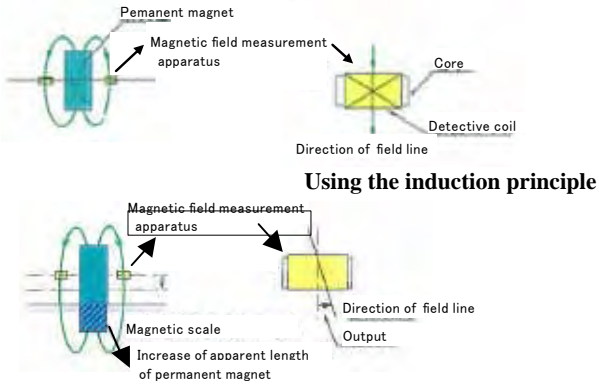 Pemanent magnet
Magnetic field measurement
apparatus
Core
Detective coil
Direction of field line
Using the induction principle
Magnetic field measurement
apparatus
Direction of field line
Output
Magnetic scale
Increase of apparent length
of permanent magnet